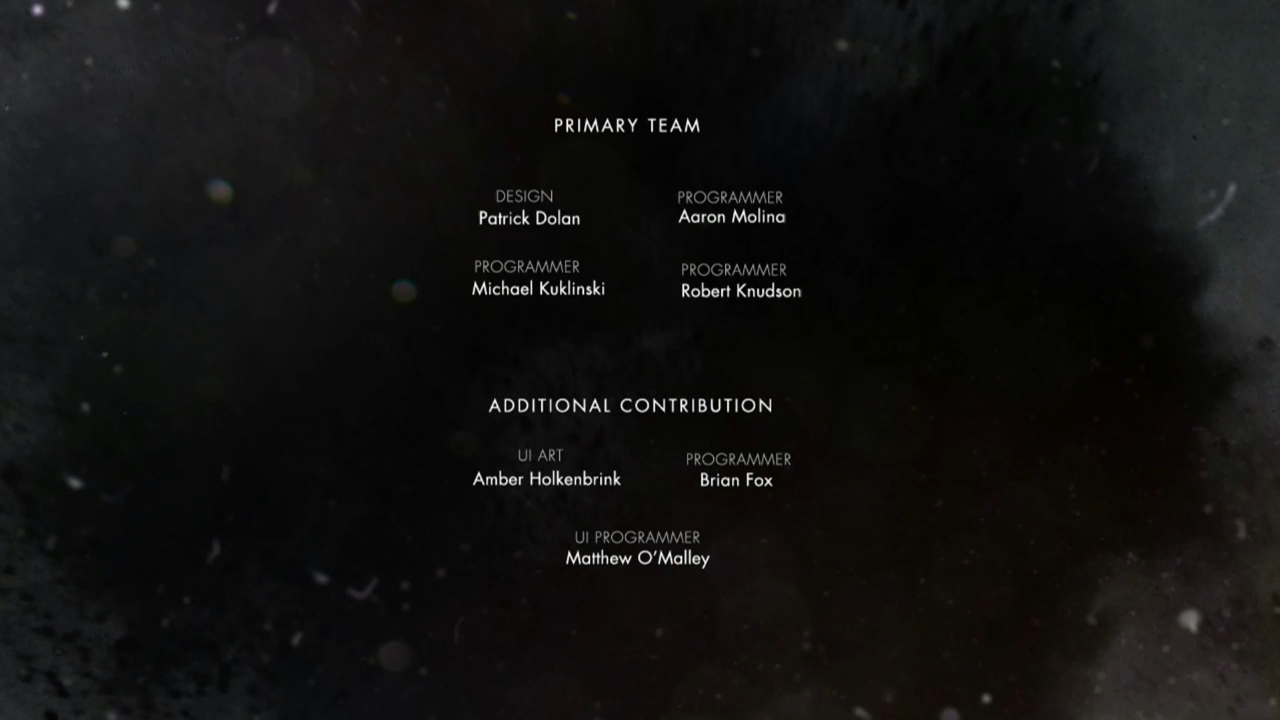 PRIMARY TEAM
DESIGN
Patrick Dolan
PROGRAMMER
Aaron Molina
PROGRAMMER
Michael Kuklinski
PROGRAMMER
Robert Knudson
ADDITIONAL CONTRIBUTION
UI ART
Amber Holkenbrink
PROGRAMMER
Brian Fox
UI PROGRAMMER
Matthew O'Malley